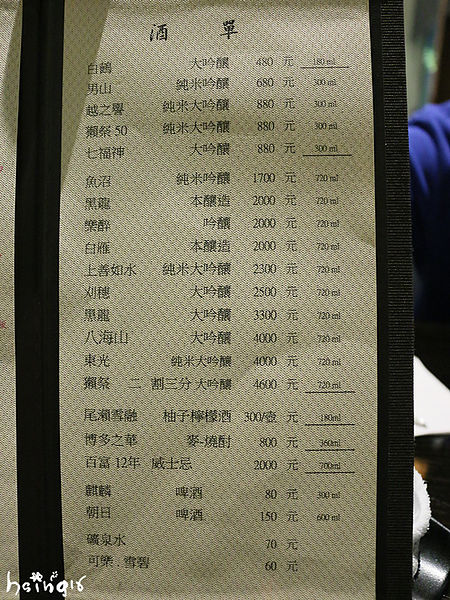 酒 單
白鶴 大吟釀 480 元 180 ml
男山 純米吟釀 680 元 300 ml
越之譽 純米大吟釀 880 元 300 ml
獺祭 50 純米大吟釀 880 元 300 ml
七福神 大吟釀 880 元 300 ml
魚沼 純米吟釀 1700 元 720 ml
黑龍 本釀造 2000 元 720 ml
樂醉 吟釀 2000 元 720 ml
白雁 本釀造 2000 元 720 ml
上善如水 純米大吟釀 2300 元 720 ml
刈穗 大吟釀 2500 元 720 ml
黑龍 大吟釀 3300 元 720 ml
八海山 大吟釀 4000 元 720 ml
東光 純米大吟釀 4000 元 720 ml
獺祭 二 割三分 大吟釀 4600 元 720 ml
尾瀨雪融 柚子檸檬酒 300/壺 元 180ml
博多之華 麥-燒酎 800 元 360ml
百富 12年 威士忌 2000 元 700ml
麒麟 啤酒 80 元 300 ml
朝日 啤酒 150 元 600 ml
礦泉水 70 元
可樂 . 雪碧 60 元
hsing16